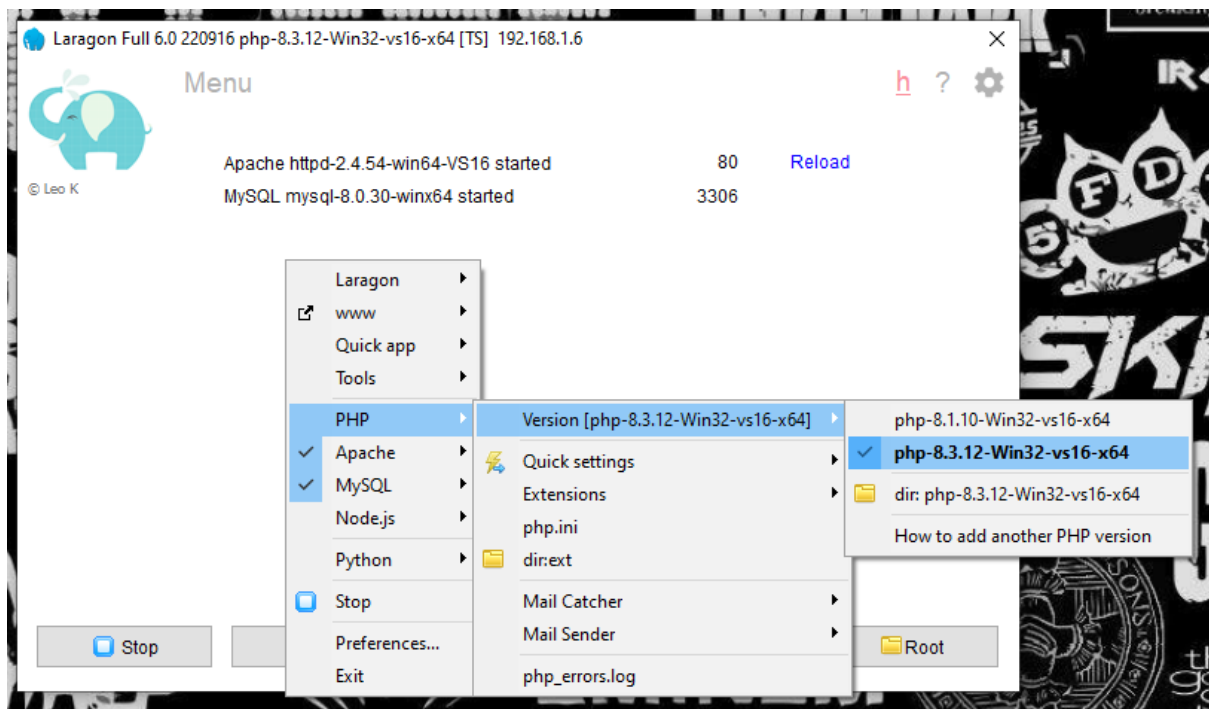 Laragon Full 6.0 220916 php-8.3.12-Win32-vs16-x64 [TS] 192.168.1.6
Menu
h ?
© Leo K
Apache httpd-2.4.54-win64-VS16 started 80 Reload
MySQL mysql-8.0.30-winx64 started 3306
Laragon
www
Quick app
Tools
PHP
Apache
MySQL
Node.js
Python
Stop
Preferences...
Exit
Version [php-8.3.12-Win32-vs16-x64]
Quick settings
Extensions
php.ini
dir:ext
Mail Catcher
Mail Sender
php_errors.log
php-8.1.10-Win32-vs16-x64
php-8.3.12-Win32-vs16-x64
dir: php-8.3.12-Win32-vs16-x64
How to add another PHP version
Stop
Root
5FD